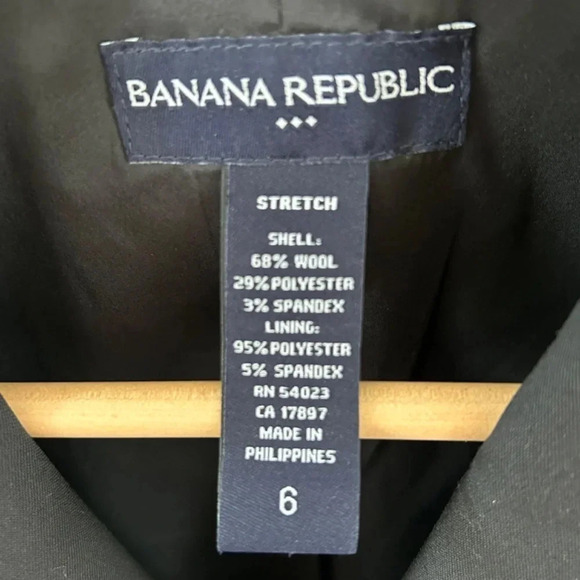 BANANA REPUBLIC
STRETCH
SHELL:
68% WOOL
29% POLYESTER
3% SPANDEX
LINING:
95% POLYESTER
5% SPANDEX
RN 54023
CA 17897
MADE IN
PHILIPPINES
6